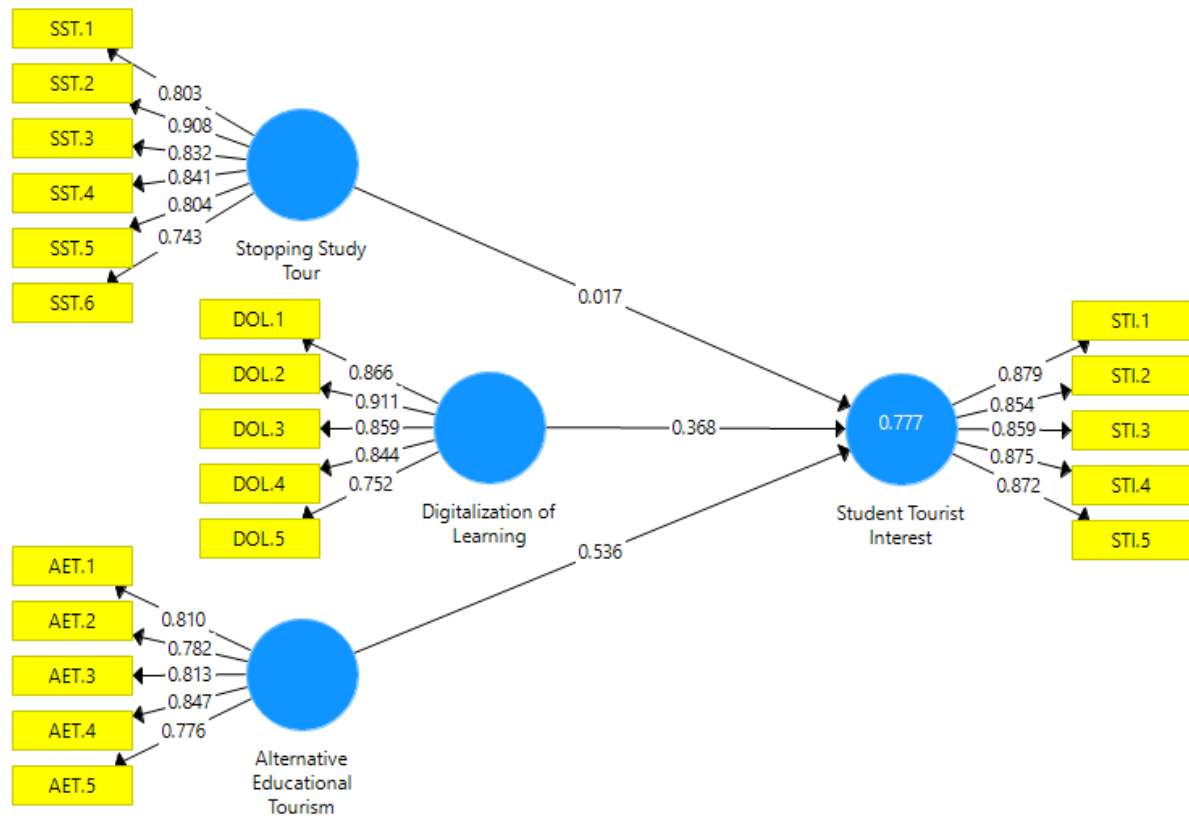 SST.1
SST.2
SST.3
SST.4
SST.5
SST.6
0.803
0.908
0.832
0.841
0.804
0.743
Stopping Study
Tour
0.017
DOL.1
DOL.2
DOL.3
DOL.4
DOL.5
0.866
0.911
0.859
0.844
0.752
Digitalization of
Learning
0.368
AET.1
AET.2
AET.3
AET.4
AET.5
0.810
0.782
0.813
0.847
0.776
Alternative
Educational
Tourism
0.536
0.777
Student Tourist
Interest
0.879
0.854
0.859
0.875
0.872
STI.1
STI.2
STI.3
STI.4
STI.5